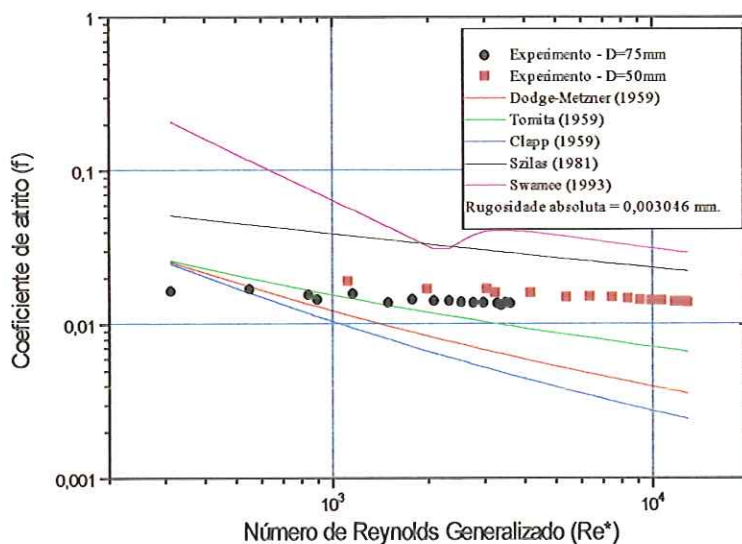 1
0,1
0,01
0,001
10³
10⁴
Coeficiente de atrito (f)
Número de Reynolds Generalizado (Re*)
Experimento - D=75mm
Experimento - D=50mm
Dodge-Metzner (1959)
Tomita (1959)
Clapp (1959)
Szilas (1981)
Swamee (1993)
Rugosidade absoluta = 0,003046 mm.